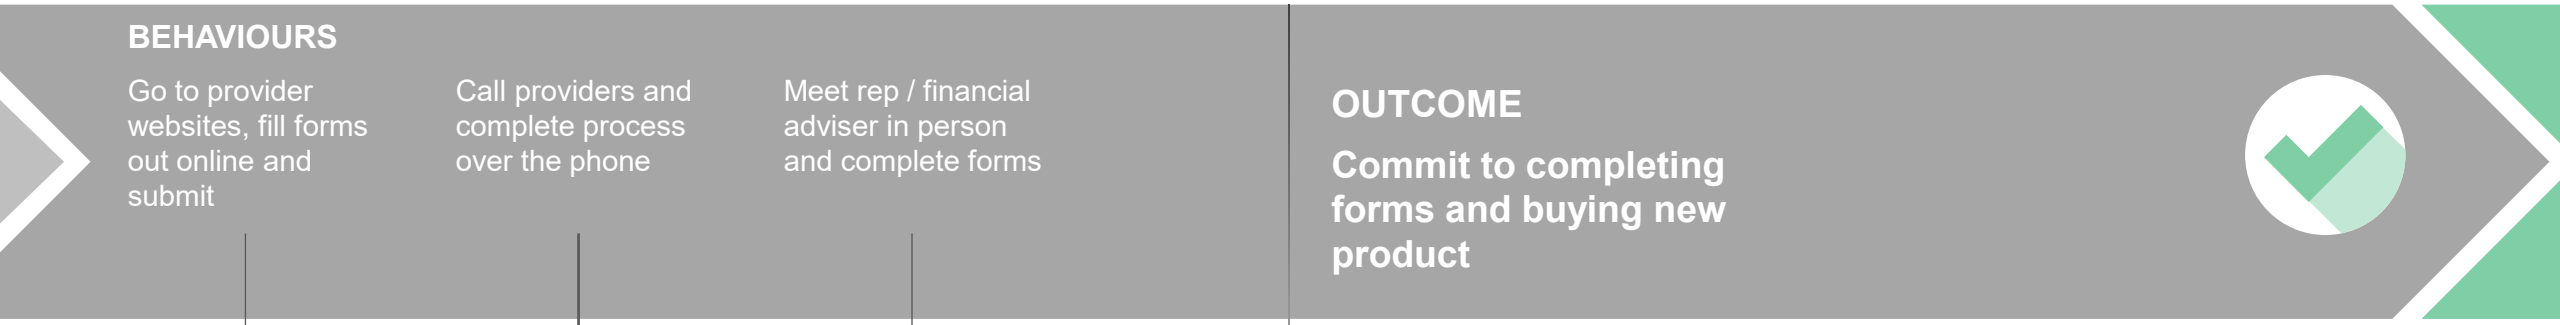 BEHAVIOURS
Go to provider
websites, fill forms
out online and
submit
Call providers and
complete process
over the phone
Meet rep / financial
adviser in person
and complete forms
OUTCOME
Commit to completing
forms and buying new
product